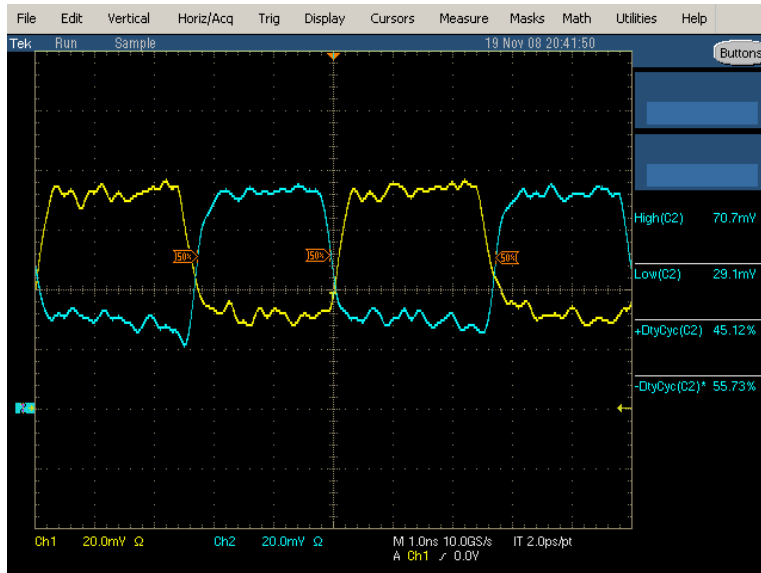 File Edit Vertical Horiz/Acq Trig Display Cursors Measure Masks Math Utilities Help
Tek Run Sample 19 Nov 08 20:41:50
Buttons
High(C2) 70.7mV
50% 50% 50%
Low(C2) 29.1mV
+DtyCyc(C2) 45.12%
-DtyCyc(C2)* 55.73%
Ch1 20.0mV Ω Ch2 20.0mV Ω M 1.0ns 10.0GS/s IT 2.0ps/pt
A Ch1 ∕ 0.0V